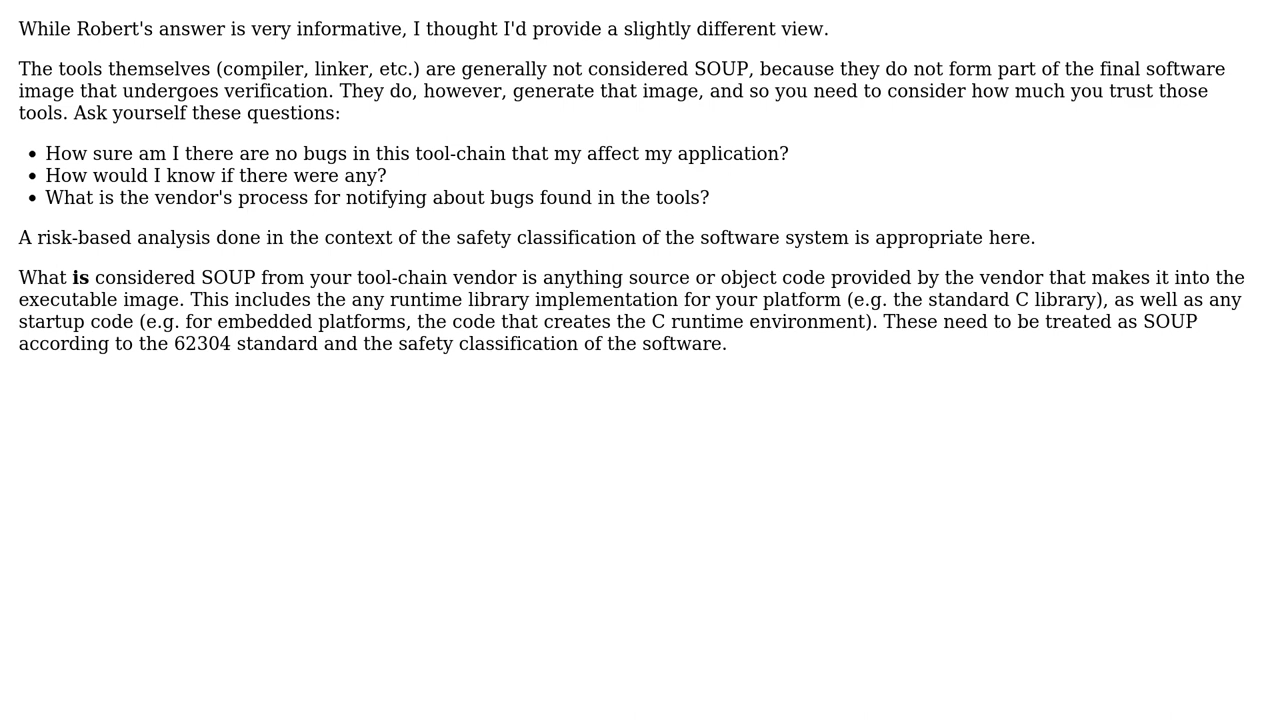 While Robert's answer is very informative, I thought I'd provide a slightly different view.
The tools themselves (compiler, linker, etc.) are generally not considered SOUP, because they do not form part of the final software
image that undergoes verification. They do, however, generate that image, and so you need to consider how much you trust those
tools. Ask yourself these questions:
• How sure am I there are no bugs in this tool-chain that my affect my application?
• How would I know if there were any?
• What is the vendor's process for notifying about bugs found in the tools?
A risk-based analysis done in the context of the safety classification of the software system is appropriate here.
What is considered SOUP from your tool-chain vendor is anything source or object code provided by the vendor that makes it into the
executable image. This includes the any runtime library implementation for your platform (e.g. the standard C library), as well as any
startup code (e.g. for embedded platforms, the code that creates the C runtime environment). These need to be treated as SOUP
according to the 62304 standard and the safety classification of the software.